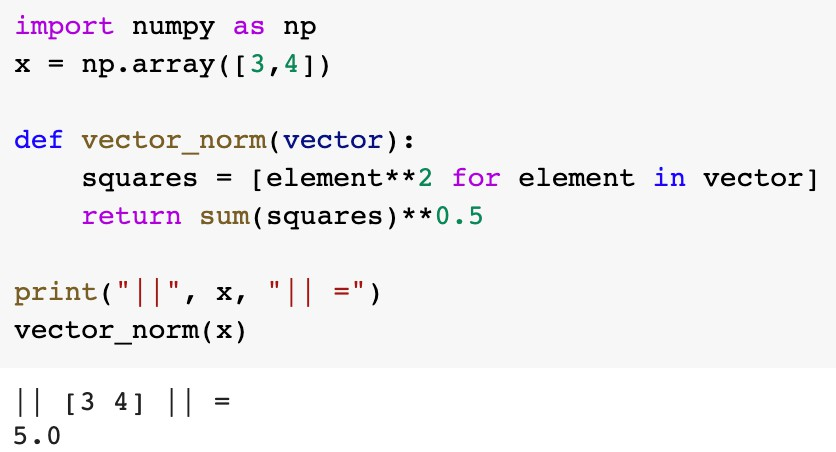 import numpy as np
x = np.array([3,4])
def vector_norm(vector):
    squares = [element**2 for element in vector]
    return sum(squares)**0.5
print("||", x, "|| =")
vector_norm(x)
|| [3 4] || =
5.0